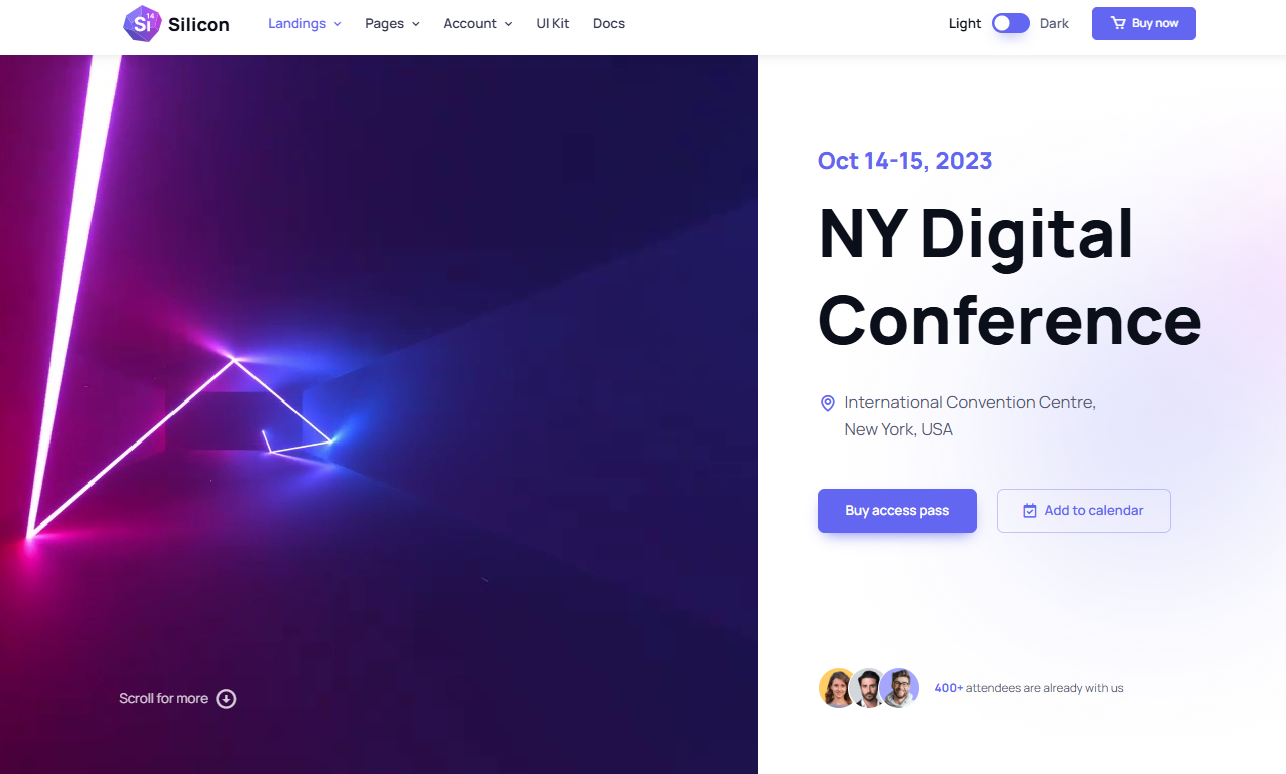 Si 14 Silicon
Landings Pages Account UI Kit Docs
Light Dark Buy now
Oct 14-15, 2023
NY Digital
Conference
International Convention Centre,
New York, USA
Buy access pass Add to calendar
Scroll for more
400+ attendees are already with us